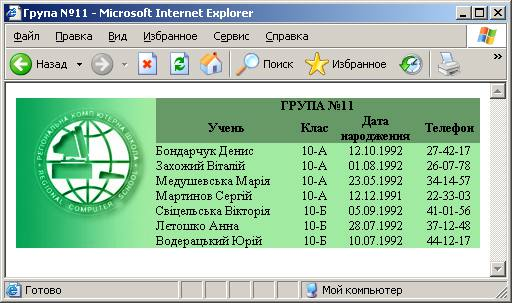 Група №11 - Microsoft Internet Explorer
Файл Правка Вид Избранное Сервис Справка
Назад Поиск Избранное
РЕГІОНАЛЬНА КОМП'ЮТЕРНА ШКОЛА
REGIONAL COMPUTER SCHOOL
ГРУПА №11
Учень Клас Дата народження Телефон
Бондарчук Денис 10-А 12.10.1992 27-42-17
Захожий Віталій 10-А 01.08.1992 26-07-78
Медушевська Марія 10-А 23.05.1992 34-14-57
Мартинов Сергій 10-А 12.12.1991 22-33-03
Свіцельська Вікторія 10-Б 05.09.1992 41-01-56
Лєтошко Анна 10-Б 28.07.1992 37-12-48
Водерацький Юрій 10-Б 10.07.1992 44-12-17
Готово Мой компьютер